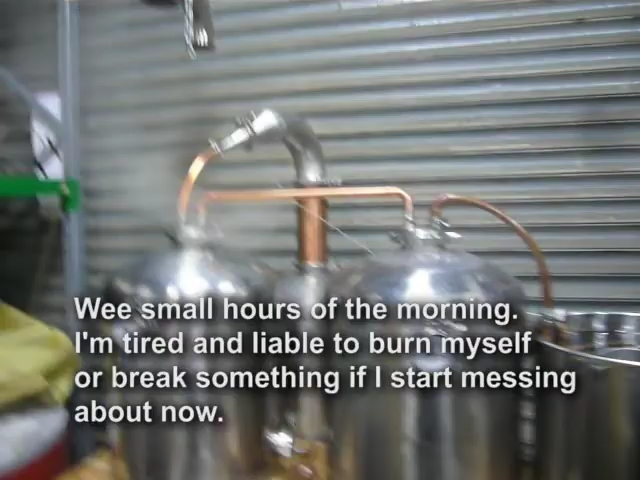 Wee small hours of the morning.
I'm tired and liable to burn myself
or break something if I start messing
about now.